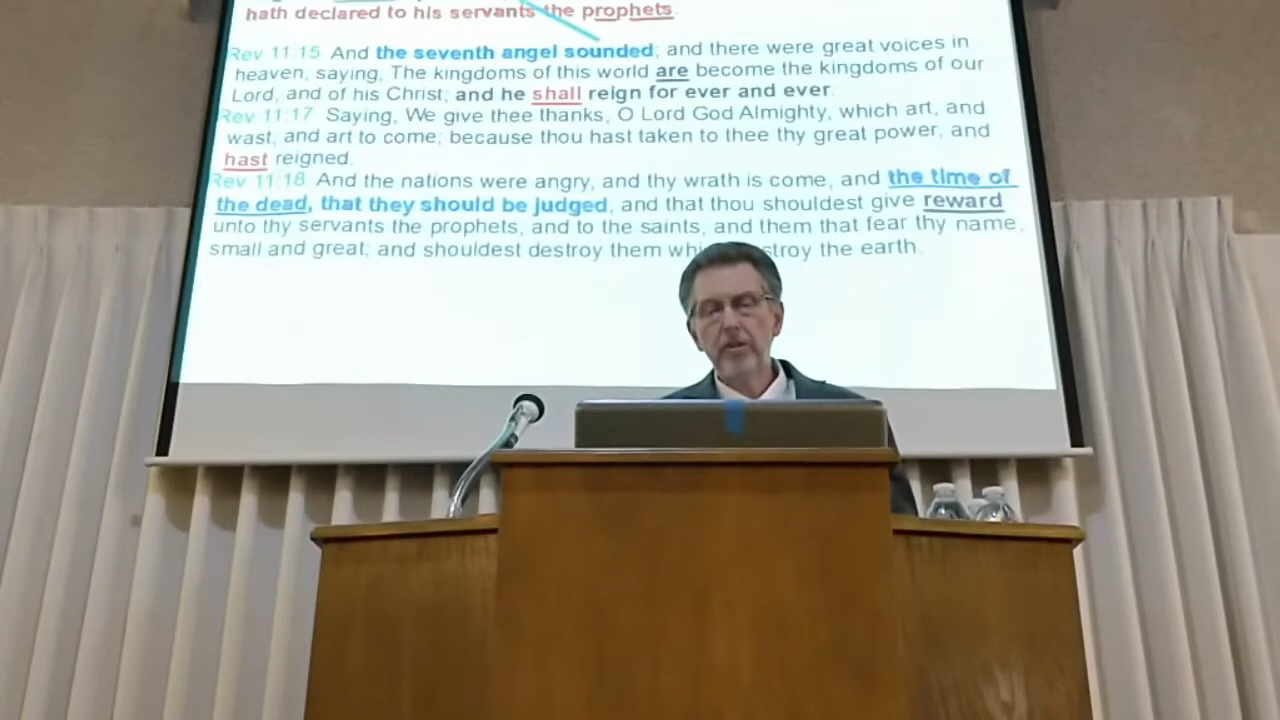 hath declared to his servants the prophets.
Rev 11:15 And the seventh angel sounded; and there were great voices in
heaven, saying, The kingdoms of this world are become the kingdoms of our
Lord, and of his Christ; and he shall reign for ever and ever.
Rev 11:17 Saying, We give thee thanks, O Lord God Almighty, which art, and
wast, and art to come; because thou hast taken to thee thy great power, and
hast reigned.
Rev 11:18 And the nations were angry, and thy wrath is come, and the time of
the dead, that they should be judged, and that thou shouldest give reward
unto thy servants the prophets, and to the saints, and them that fear thy name,
small and great; and shouldest destroy them the earth.